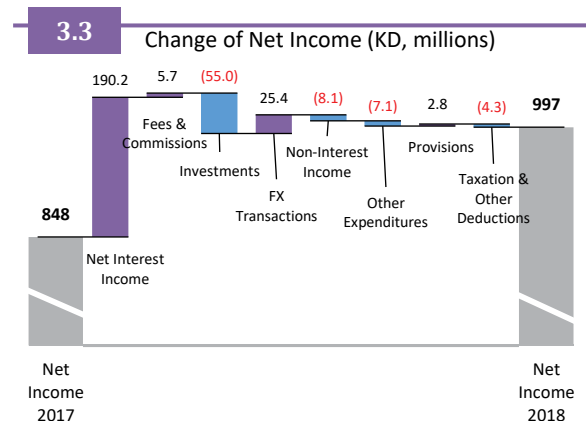 3.3
Change of Net Income (KD, millions)
190.2
5.7
(55.0)
25.4
(8.1)
(7.1)
2.8
(4.3)
997
848
Net Interest
Income
Fees &
Commissions
Investments
FX
Transactions
Non-Interest
Income
Other
Expenditures
Provisions
Taxation &
Other
Deductions
Net
Income
2017
Net
Income
2018